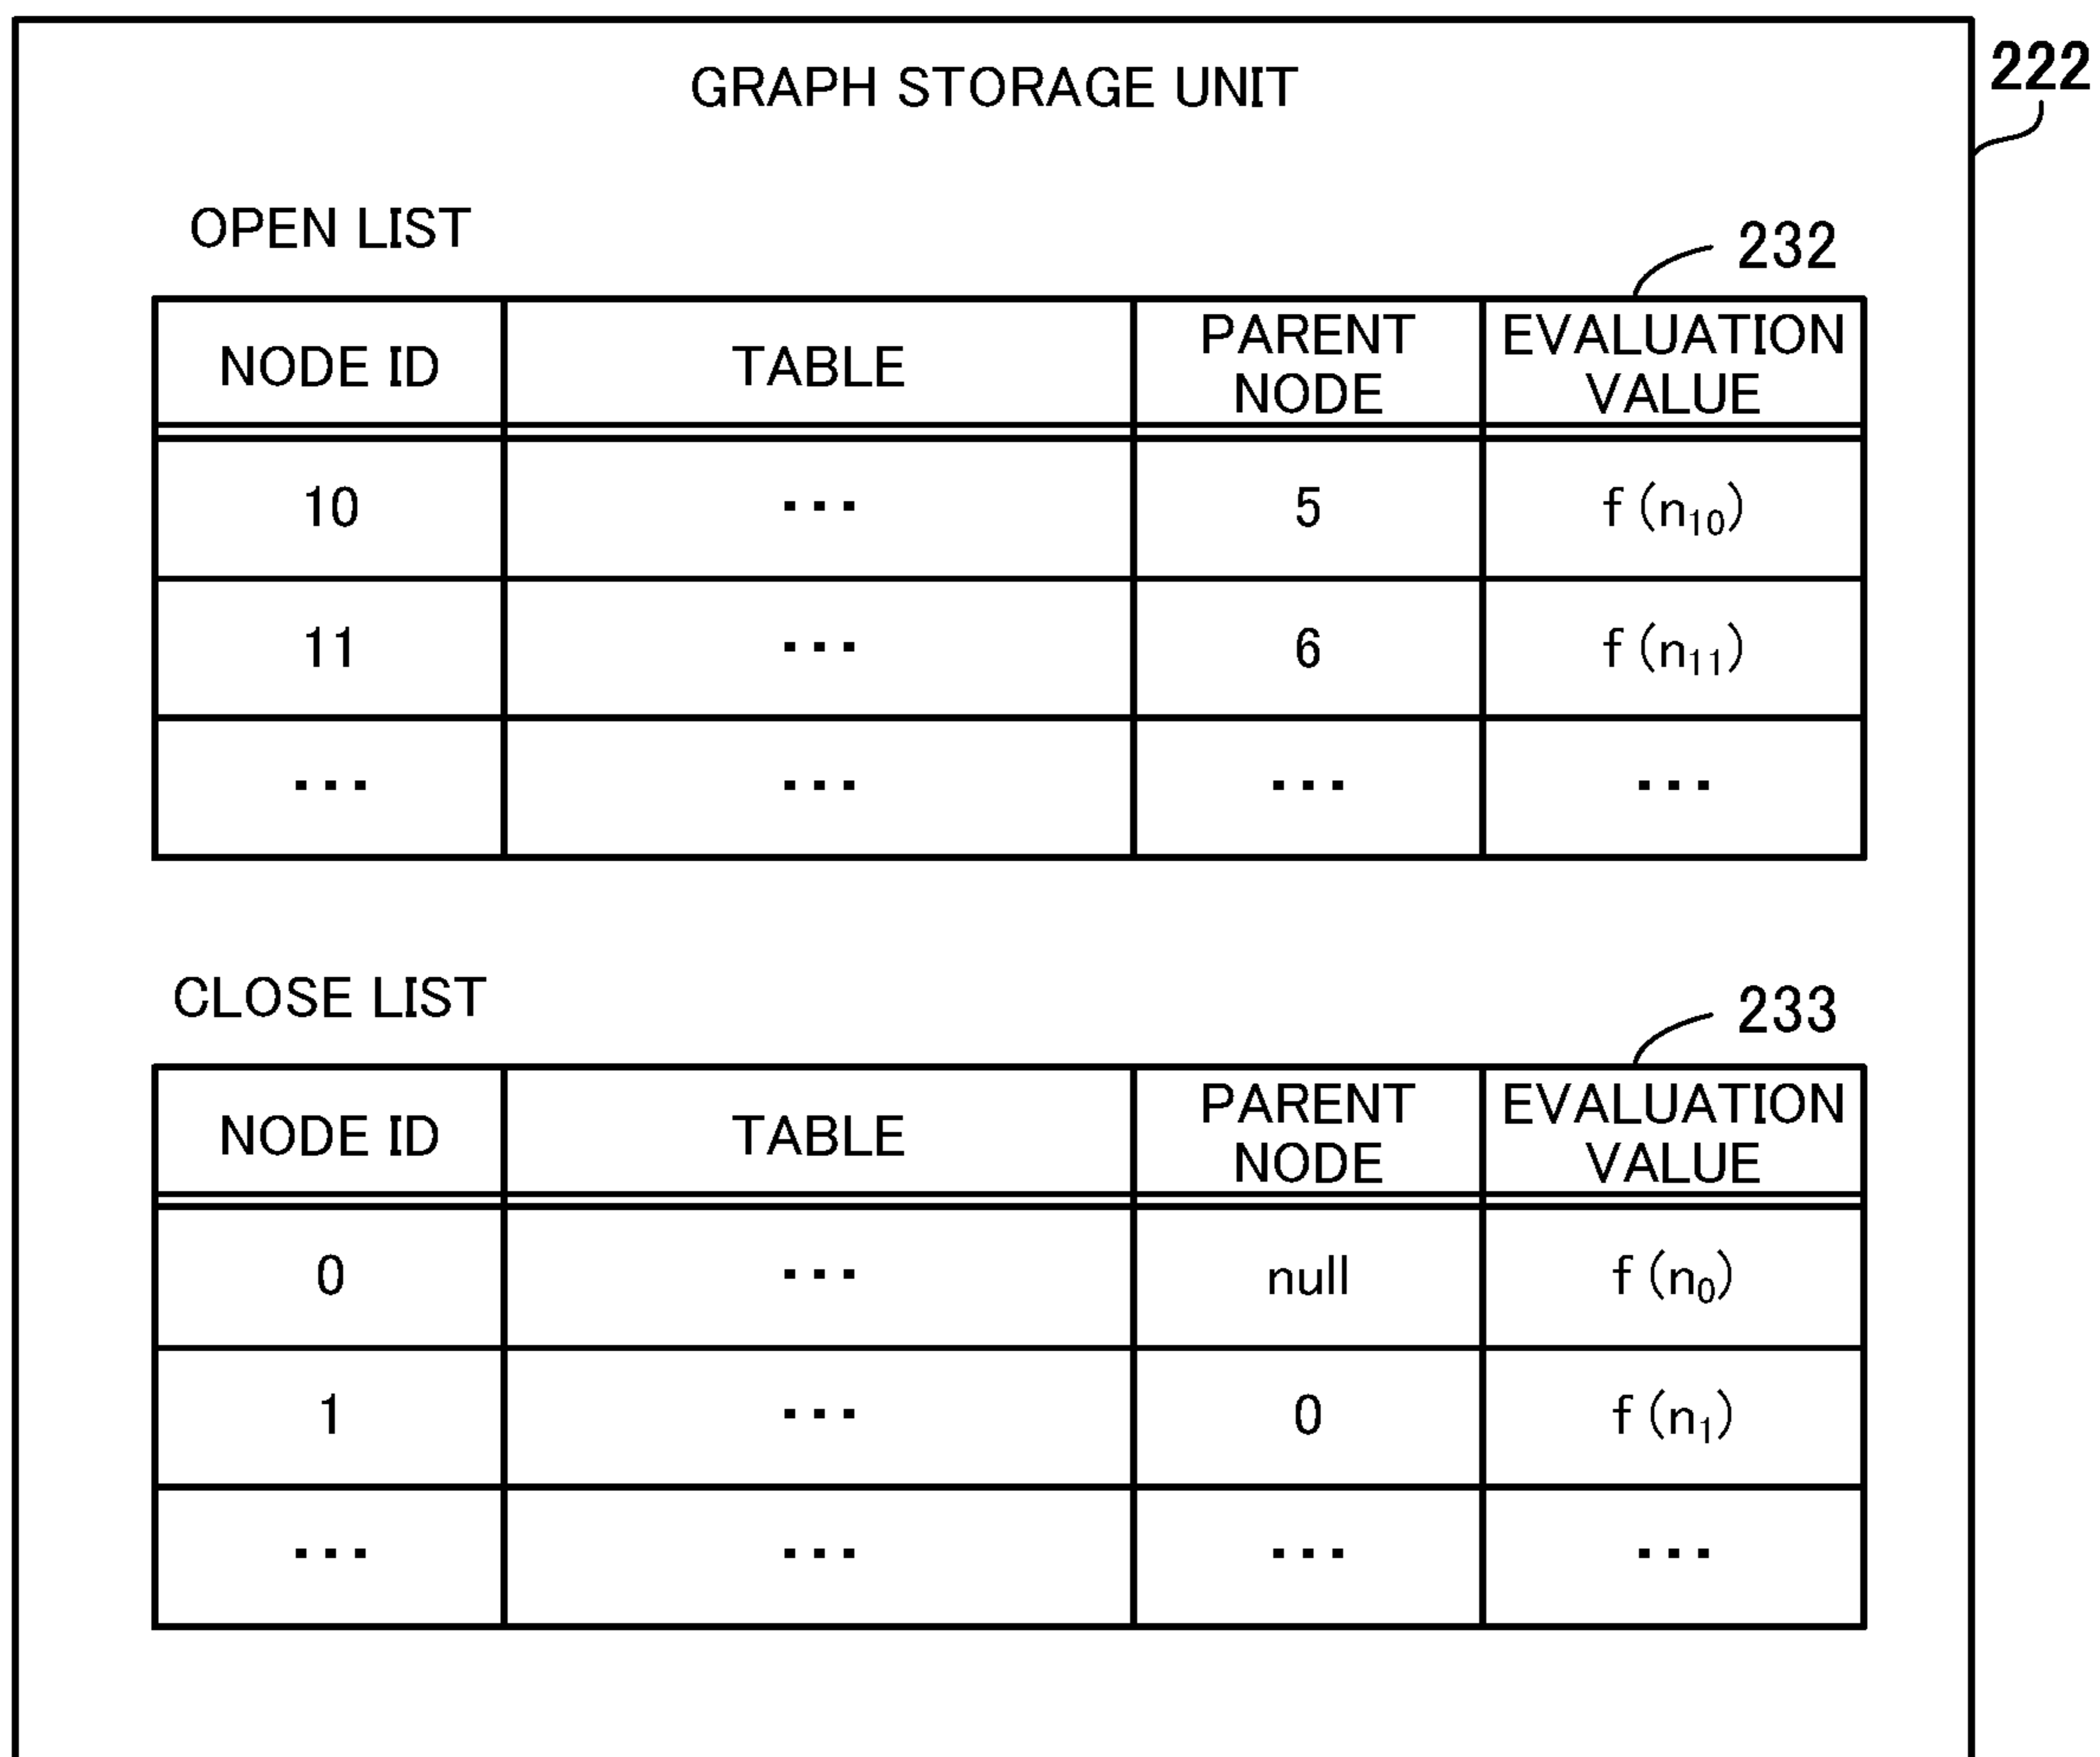 GRAPH STORAGE UNIT
222
OPEN LIST
232
NODE ID TABLE PARENT NODE EVALUATION VALUE
10 ... 5 f(n₁₀)
11 ... 6 f(n₁₁)
... ... ... ...
CLOSE LIST
233
NODE ID TABLE PARENT NODE EVALUATION VALUE
0 ... null f(n₀)
1 ... 0 f(n₁)
... ... ... ...